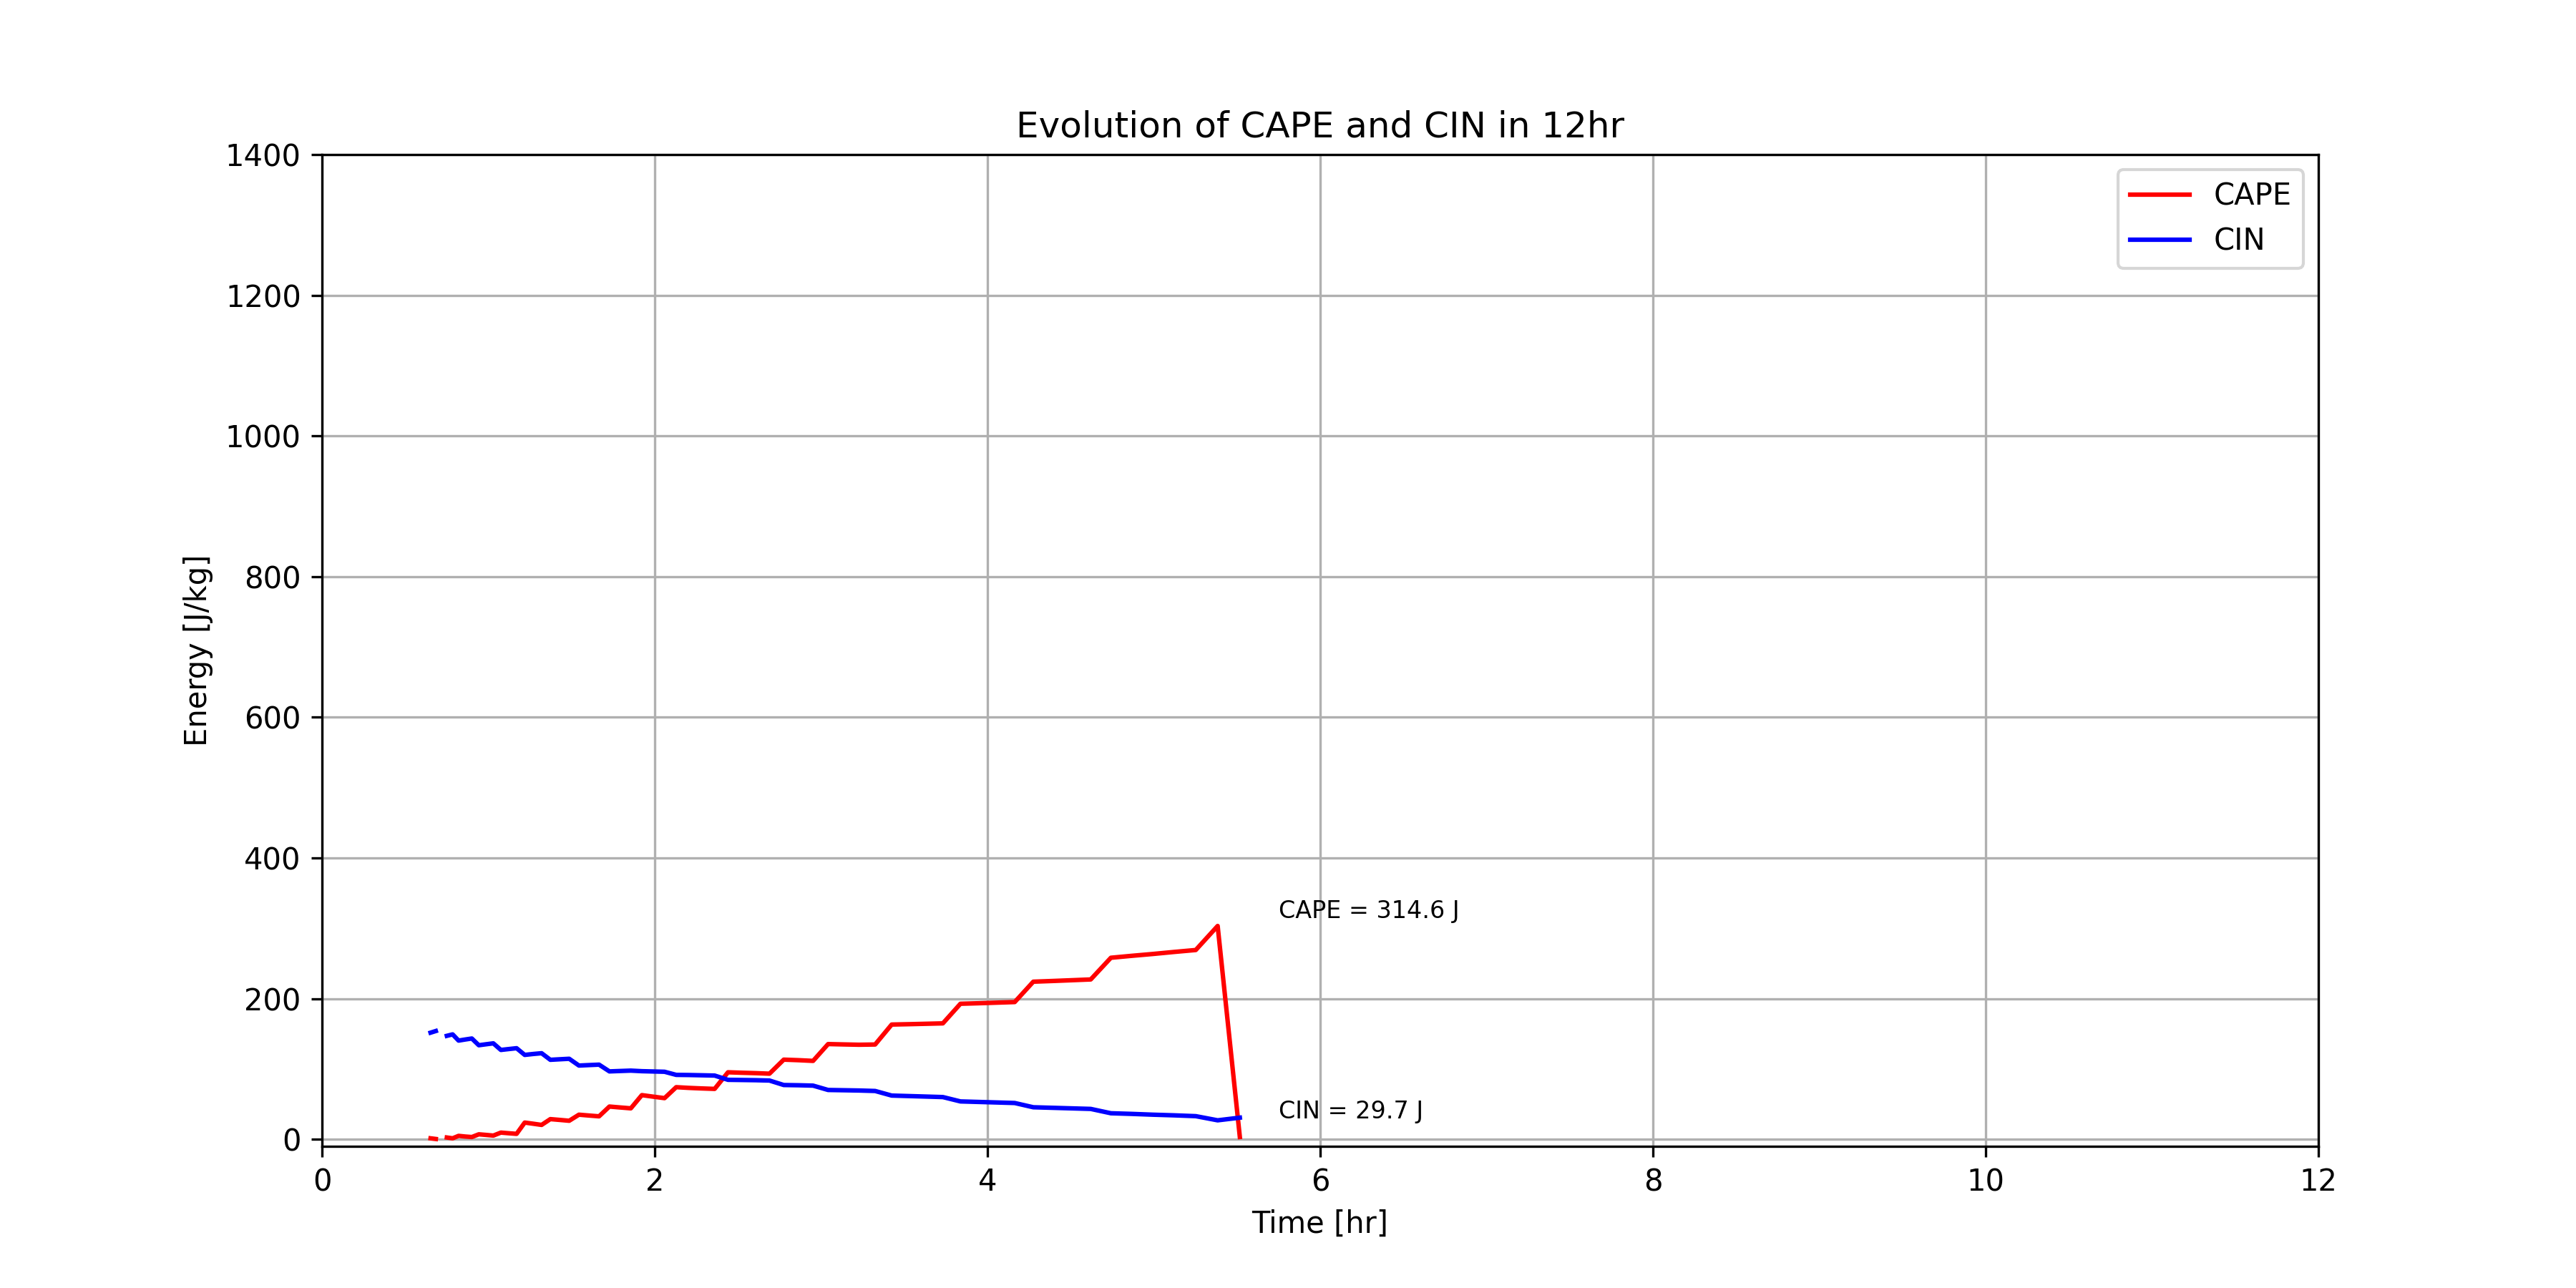 Evolution of CAPE and CIN in 12hr
1400
1200
1000
800
600
400
200
0
Energy [J/kg]
CAPE
CIN
CAPE = 314.6 J
CIN = 29.7 J
0 2 4 6 8 10 12
Time [hr]